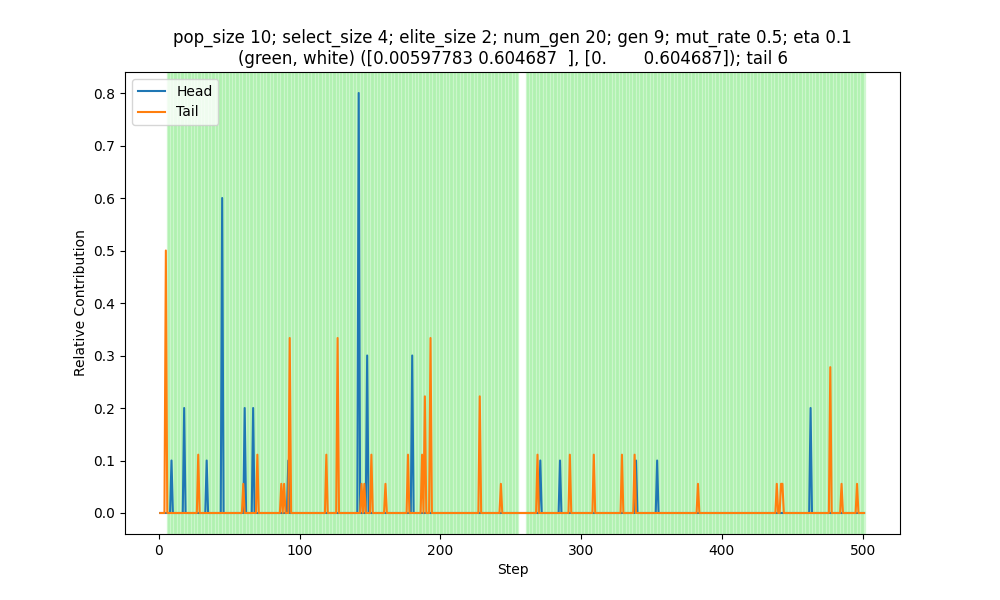 pop_size 10; select_size 4; elite_size 2; num_gen 20; gen 9; mut_rate 0.5; eta 0.1
(green, white) ([0.00597783 0.604687  ], [0.       0.604687]); tail 6
Head
Tail
0.8
0.7
0.6
0.5
0.4
0.3
0.2
0.1
0.0
Relative Contribution
0 100 200 300 400 500
Step